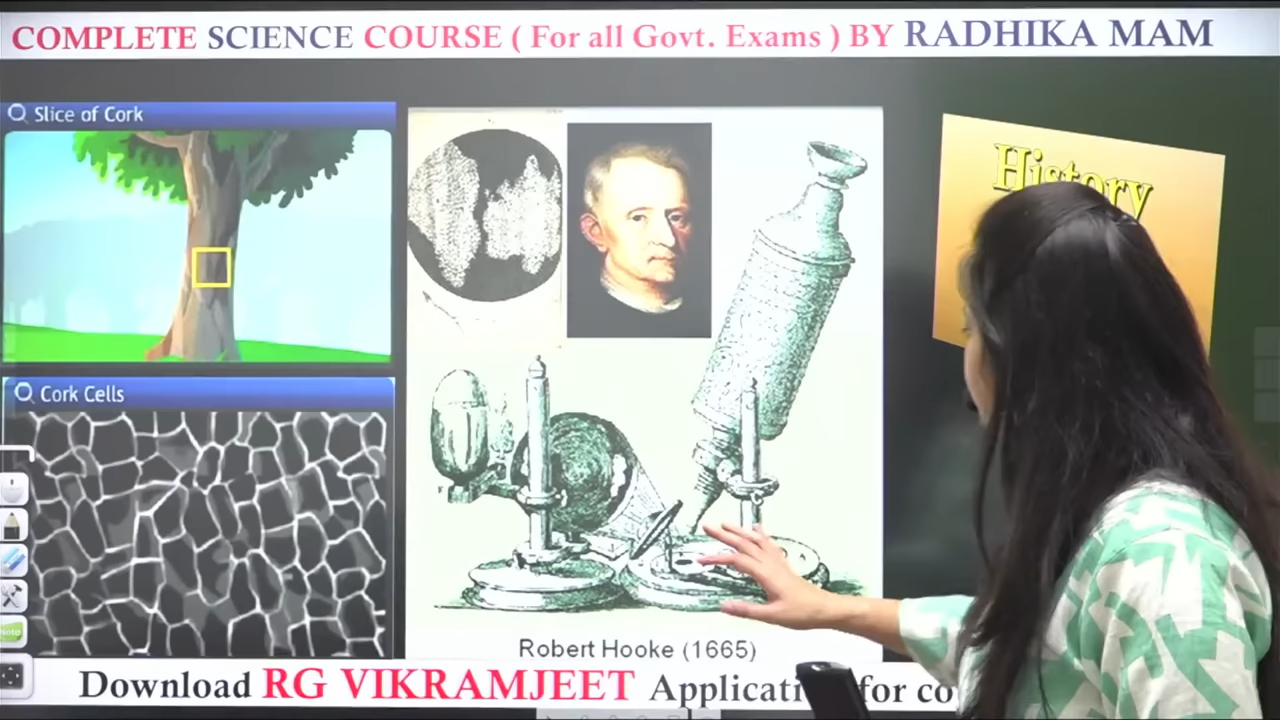 COMPLETE SCIENCE COURSE ( For all Govt. Exams ) BY RADHIKA MAM
Slice of Cork
History
Cork Cells
Note
Robert Hooke (1665)
Download RG VIKRAMJEET Applicati for co